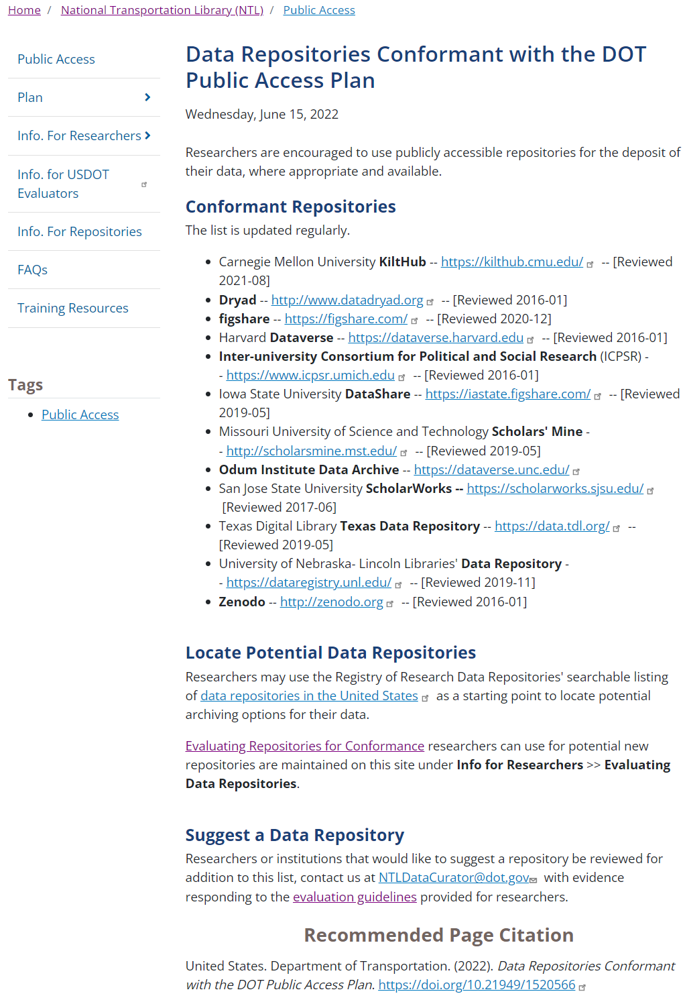 Home / National Transportation Library (NTL) / Public Access
Public Access
Plan
Info. For Researchers
Info. for USDOT
Evaluators
Info. For Repositories
FAQs
Training Resources
Tags
• Public Access
Data Repositories Conformant with the DOT
Public Access Plan
Wednesday, June 15, 2022
Researchers are encouraged to use publicly accessible repositories for the deposit of
their data, where appropriate and available.
Conformant Repositories
The list is updated regularly.
• Carnegie Mellon University KiltHub -- https://kilthub.cmu.edu/ -- [Reviewed
2021-08]
• Dryad -- http://www.datadryad.org -- [Reviewed 2016-01]
• figshare -- https://figshare.com/ -- [Reviewed 2020-12]
• Harvard Dataverse -- https://dataverse.harvard.edu -- [Reviewed 2016-01]
• Inter-university Consortium for Political and Social Research (ICPSR) -
- https://www.icpsr.umich.edu -- [Reviewed 2016-01]
• Iowa State University DataShare -- https://iastate.figshare.com/ -- [Reviewed
2019-05]
• Missouri University of Science and Technology Scholars' Mine -
- http://scholarsmine.mst.edu/ -- [Reviewed 2019-05]
• Odum Institute Data Archive -- https://dataverse.unc.edu/
• San Jose State University ScholarWorks -- https://scholarworks.sjsu.edu/
[Reviewed 2017-06]
• Texas Digital Library Texas Data Repository -- https://data.tdl.org/ --
[Reviewed 2019-05]
• University of Nebraska- Lincoln Libraries' Data Repository -
- https://dataregistry.unl.edu/ -- [Reviewed 2019-11]
• Zenodo -- http://zenodo.org -- [Reviewed 2016-01]
Locate Potential Data Repositories
Researchers may use the Registry of Research Data Repositories' searchable listing
of data repositories in the United States as a starting point to locate potential
archiving options for their data.
Evaluating Repositories for Conformance researchers can use for potential new
repositories are maintained on this site under Info for Researchers >> Evaluating
Data Repositories.
Suggest a Data Repository
Researchers or institutions that would like to suggest a repository be reviewed for
addition to this list, contact us at NTLDataCurator@dot.gov with evidence
responding to the evaluation guidelines provided for researchers.
Recommended Page Citation
United States. Department of Transportation. (2022). Data Repositories Conformant
with the DOT Public Access Plan. https://doi.org/10.21949/1520566